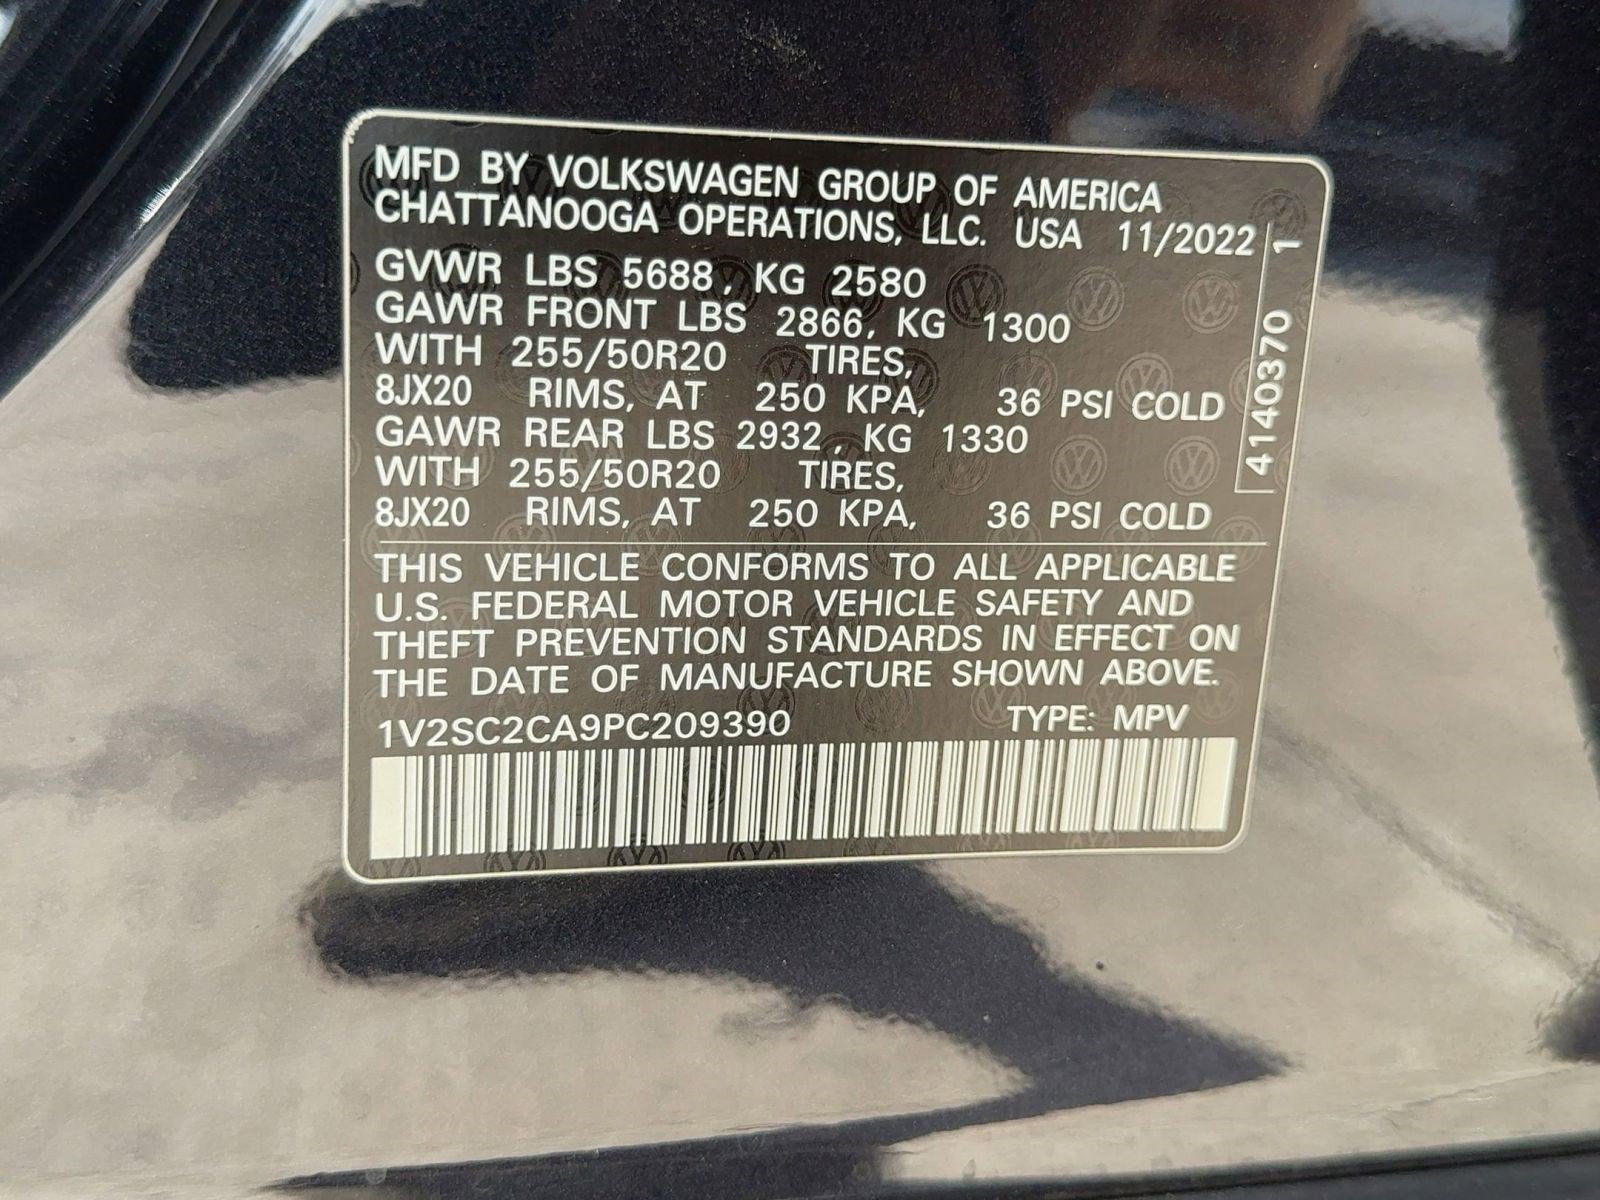 MFD BY VOLKSWAGEN GROUP OF AMERICA
CHATTANOOGA OPERATIONS, LLC. USA 11/2022
GVWR LBS 5688, KG 2580
GAWR FRONT LBS 2866, KG 1300
WITH 255/50R20 TIRES,
8JX20 RIMS, AT 250 KPA, 36 PSI COLD
GAWR REAR LBS 2932, KG 1330
WITH 255/50R20 TIRES,
8JX20 RIMS, AT 250 KPA, 36 PSI COLD
4140370 1
THIS VEHICLE CONFORMS TO ALL APPLICABLE
U.S. FEDERAL MOTOR VEHICLE SAFETY AND
THEFT PREVENTION STANDARDS IN EFFECT ON
THE DATE OF MANUFACTURE SHOWN ABOVE.
1V2SC2CA9PC209390 TYPE: MPV